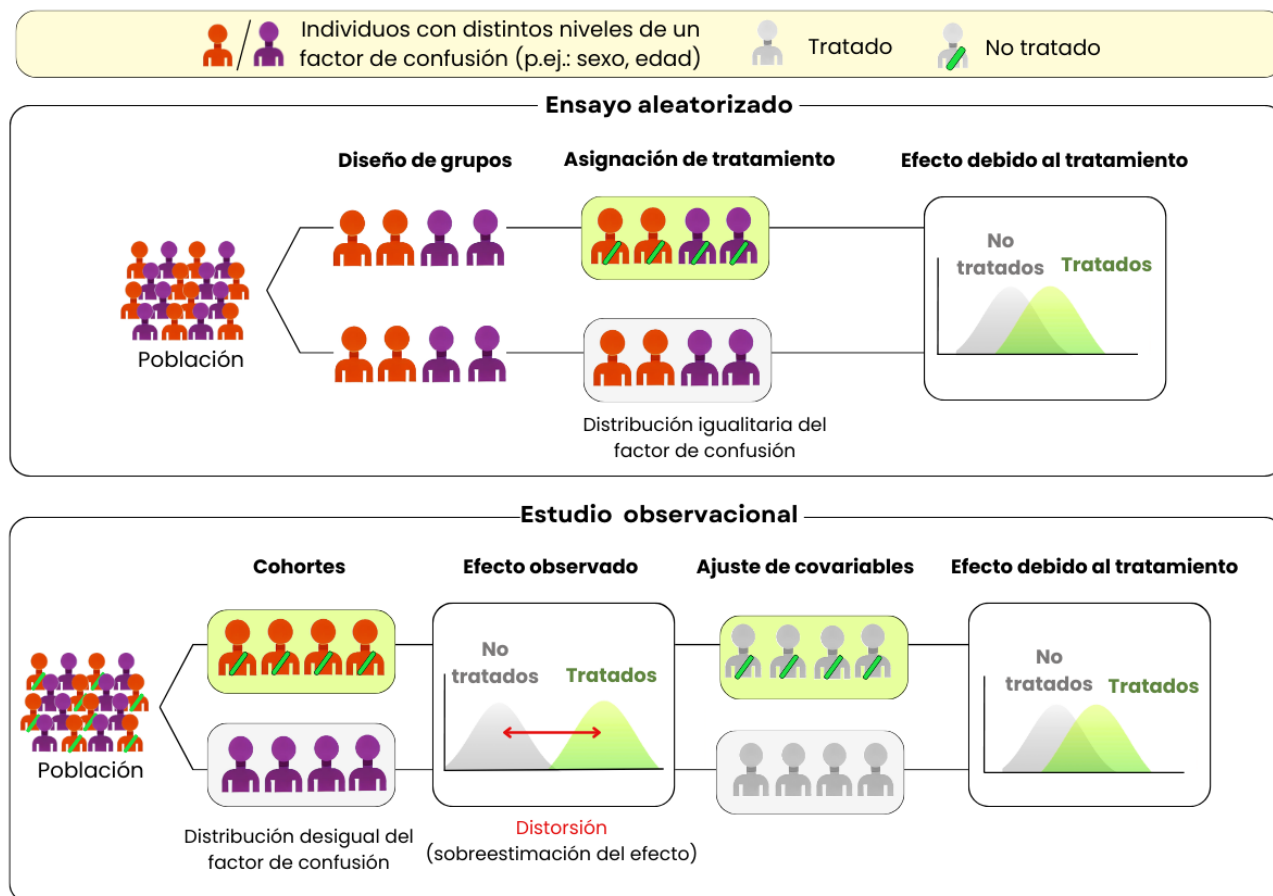 Individuos con distintos niveles de un
factor de confusión (p.ej.: sexo, edad)
Tratado
No tratado
Ensayo aleatorizado
Diseño de grupos
Asignación de tratamiento
Efecto debido al tratamiento
Población
No
tratados
Tratados
Distribución igualitaria del
factor de confusión
Estudio observacional
Cohortes
Efecto observado
Ajuste de covariables
Efecto debido al tratamiento
Población
No
tratados
Tratados
No
tratados
Tratados
Distribución desigual del
factor de confusión
Distorsión
(sobreestimación del efecto)